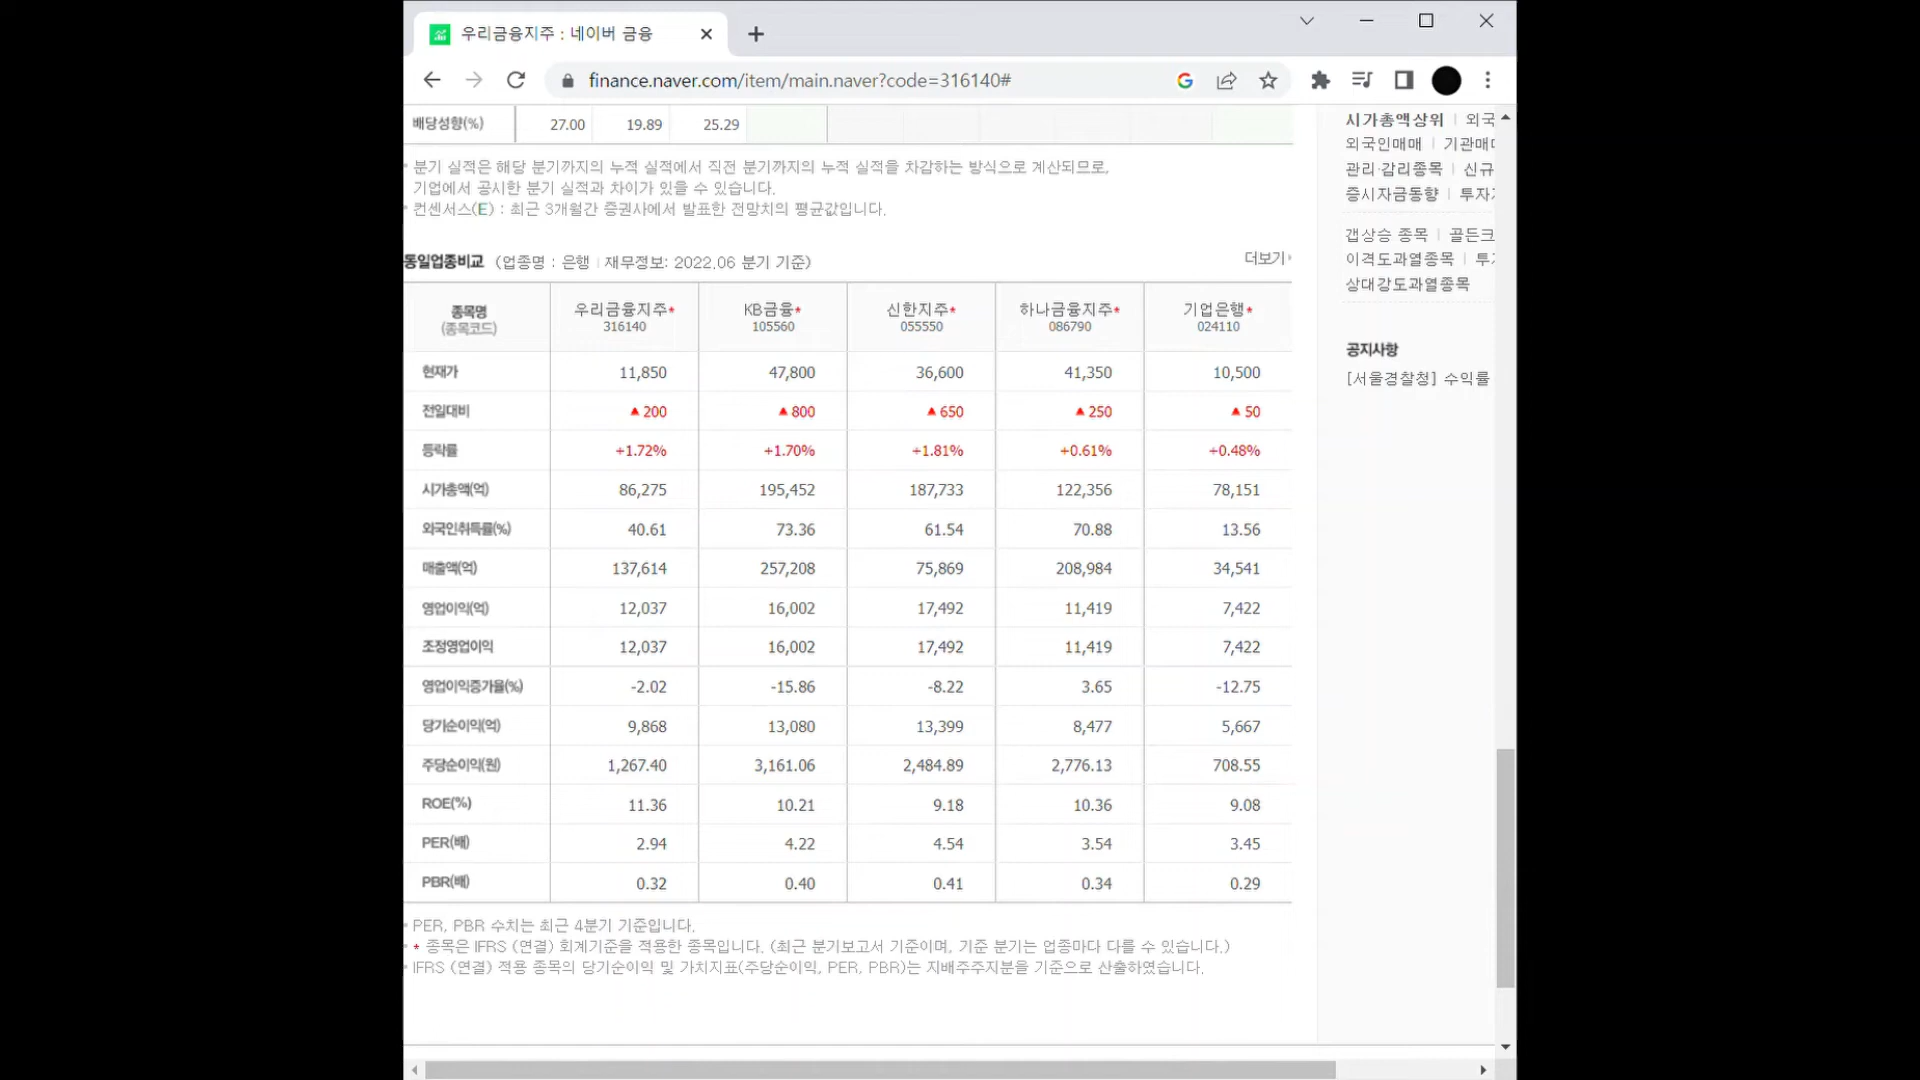 우리금융지주 : 네이버 금융
finance.naver.com/item/main.naver?code=316140#
배당성향(%) 27.00 19.89 25.29
분기 실적은 해당 분기까지의 누적 실적에서 직전 분기까지의 누적 실적을 차감하는 방식으로 계산되므로,
기업에서 공시한 분기 실적과 차이가 있을 수 있습니다.
컨센서스(E) : 최근 3개월간 증권사에서 발표한 전망치의 평균값입니다.
동일업종비교 (업종명 : 은행 | 재무정보: 2022.06 분기 기준) 더보기
종목명 우리금융지주* KB금융* 신한지주* 하나금융지주* 기업은행*
(종목코드) 316140 105560 055550 086790 024110
현재가 11,850 47,800 36,600 41,350 10,500
전일대비 ▲200 ▲800 ▲650 ▲250 ▲50
등락률 +1.72% +1.70% +1.81% +0.61% +0.48%
시가총액(억) 86,275 195,452 187,733 122,356 78,151
외국인취득률(%) 40.61 73.36 61.54 70.88 13.56
매출액(억) 137,614 257,208 75,869 208,984 34,541
영업이익(억) 12,037 16,002 17,492 11,419 7,422
조정영업이익 12,037 16,002 17,492 11,419 7,422
영업이익증가율(%) -2.02 -15.86 -8.22 3.65 -12.75
당기순이익(억) 9,868 13,080 13,399 8,477 5,667
주당순이익(원) 1,267.40 3,161.06 2,484.89 2,776.13 708.55
ROE(%) 11.36 10.21 9.18 10.36 9.08
PER(배) 2.94 4.22 4.54 3.54 3.45
PBR(배) 0.32 0.40 0.41 0.34 0.29
PER, PBR 수치는 최근 4분기 기준입니다.
* 종목은 IFRS (연결) 회계기준을 적용한 종목입니다. (최근 분기보고서 기준이며, 기준 분기는 업종마다 다를 수 있습니다.)
IFRS (연결) 적용 종목의 당기순이익 및 가치지표(주당순이익, PER, PBR)는 지배주주지분을 기준으로 산출하였습니다.
시가총액상위 | 외국
외국인매매 | 기관매
관리·감리종목 | 신규
증시자금동향 | 투자
갭상승 종목 | 골든크
이격도과열종목 | 투
상대강도과열종목
공지사항
[서울경찰청] 수익률